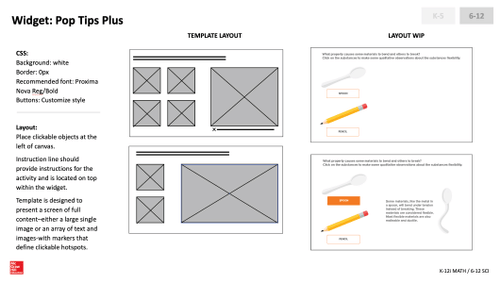 Widget: Pop Tips Plus
K-5
6-12
TEMPLATE LAYOUT
LAYOUT WIP
CSS:
Background: white
Border: 0px
Recommended font: Proxima
Nova Reg/Bold
Buttons: Customize style
Layout:
Place clickable objects at the
left of canvas.
Instruction line should
provide instructions for the
activity and is located on top
within the widget.
Template is designed to
present a screen of full
content–either a large single
image or an array of text and
images-with markers that
define clickable hotspots.
What property causes some materials to bend and others to break?
Click on the substances to make some qualitative observations about the substances' flexibility.
What property causes some materials to bend and others to break?
Click on the substances to make some qualitative observations about the substances' flexibility.
K-12I MATH / 6-12 SCI